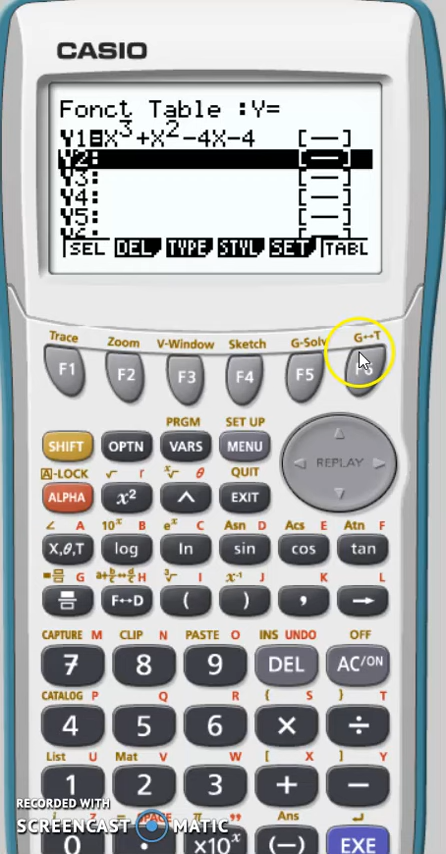 CASIO
Fonct Table :Y=
Y1=X³+X²-4X-4 [—]
Y2: [—]
Y3: [—]
Y4: [—]
Y5: [—]
SEL DEL TYPE STYL SET TABL
Trace Zoom V-Window Sketch G-Solv G↔T
F1 F2 F3 F4 F5
PRGM SET UP
SHIFT OPTN VARS MENU
REPLAY
A-LOCK √ r ˣ√ θ QUIT
ALPHA x² ^ EXIT
∠ A 10ˣ B eˣ C Asn D Acs E Atn F
X,θ,T log ln sin cos tan
G H ³√ I x⁻¹ J K L
F↔D ( ) , →
CAPTURE M CLIP N PASTE O INS UNDO OFF
7 8 9 DEL AC/ON
CATALOG P Q R { S } T
4 5 6 × ÷
List U Mat V W [ X ] Y
1 2 3 + −
RECORDED WITH
SCREENCAST MATIC
Z = SPACE π " Ans ↵
0 • ×10ˣ (−) EXE